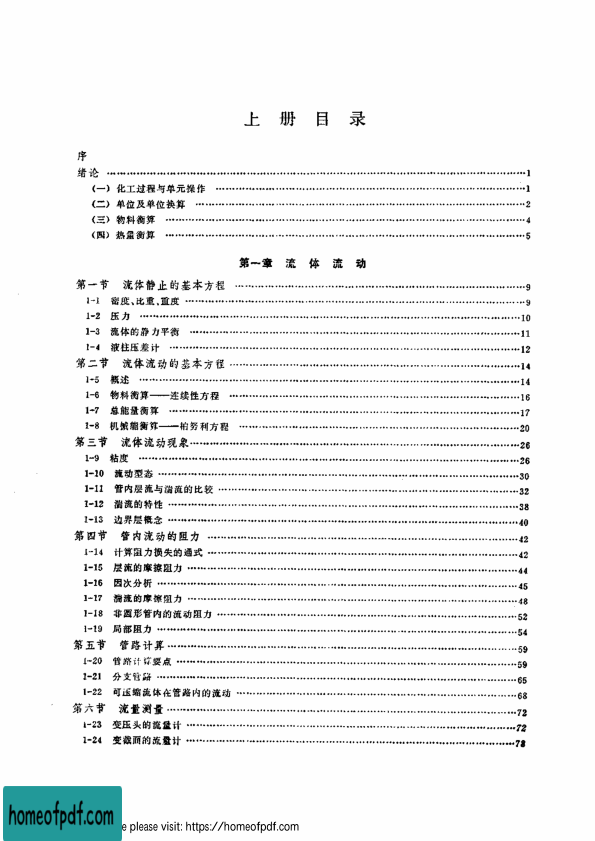 上 册 目 录
序
绪论 ……1
(一) 化工过程与单元操作 ……1
(二) 单位及单位换算 ……2
(三) 物料衡算 ……4
(四) 热量衡算 ……5
第一章 流 体 流 动
第一节 流体静止的基本方程 ……9
1-1 密度、比重、重度 ……9
1-2 压力 ……10
1-3 流体的静力平衡 ……11
1-4 液柱压差计 ……12
第二节 流体流动的基本方程 ……14
1-5 概述 ……14
1-6 物料衡算——连续性方程 ……16
1-7 总能量衡算 ……17
1-8 机械能衡算——柏努利方程 ……20
第三节 流体流动现象 ……26
1-9 粘度 ……26
1-10 流动型态 ……30
1-11 管内层流与湍流的比较 ……32
1-12 湍流的特性 ……38
1-13 边界层概念 ……40
第四节 管内流动的阻力 ……42
1-14 计算阻力损失的通式 ……42
1-15 层流的摩擦阻力 ……44
1-16 因次分析 ……45
1-17 湍流的摩擦阻力 ……48
1-18 非圆形管内的流动阻力 ……52
1-19 局部阻力 ……54
第五节 管路计算 ……59
1-20 管路计算要点 ……59
1-21 分支管路 ……65
1-22 可压缩流体在管路内的流动 ……68
第六节 流量测量 ……72
1-23 变压头的流量计 ……72
1-24 变截面的流量计 ……78
homeofpdf.com
e please visit: https://homeofpdf.com